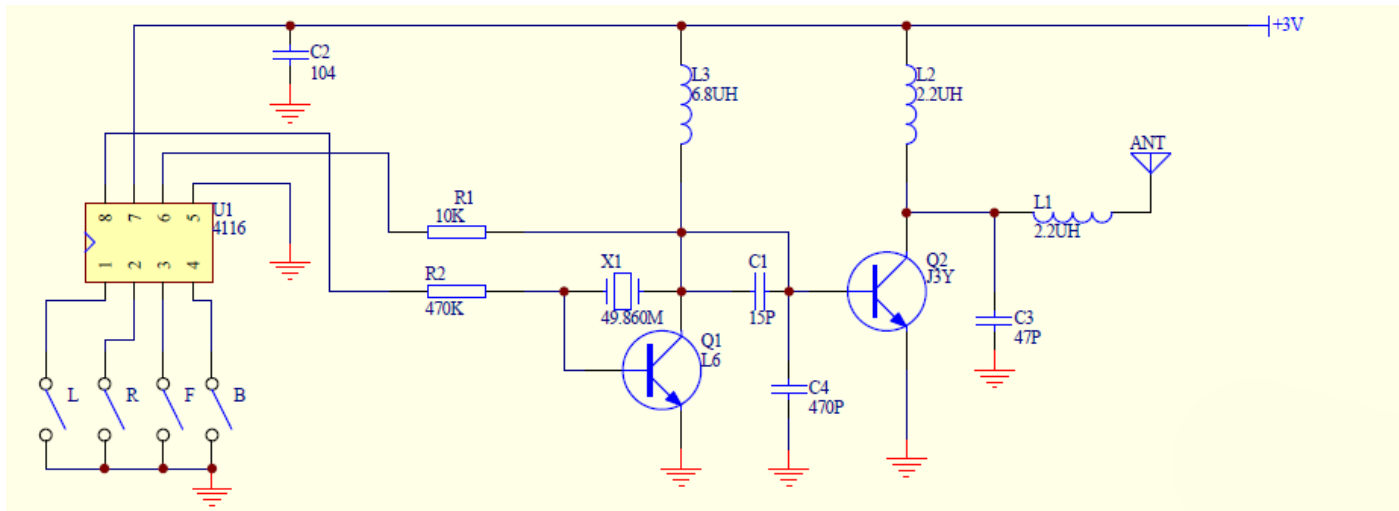 +3V
C2
104
L3
6.8UH
L2
2.2UH
ANT
8 7 6 5
U1
4116
1 2 3 4
R1
10K
L1
2.2UH
R2
470K
X1
49.860M
C1
15P
Q2
J3Y
C3
47P
Q1
L6
C4
470P
L R F B